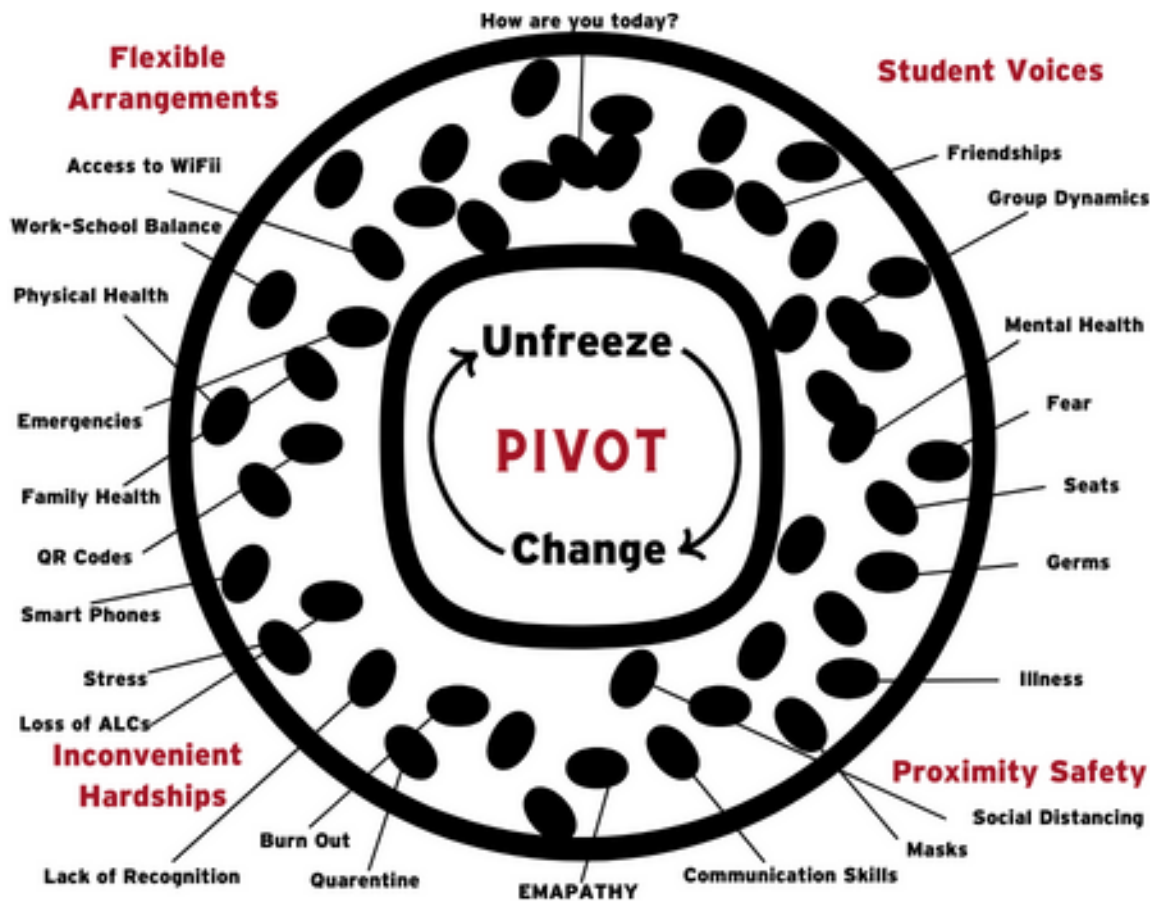 How are you today?
Flexible
Arrangements
Student Voices
Access to WiFii
Friendships
Work-School Balance
Group Dynamics
Physical Health
Mental Health
Unfreeze
Emergencies
Fear
PIVOT
Family Health
Seats
QR Codes
Change
Germs
Smart Phones
Stress
Illness
Loss of ALCs
Inconvenient
Hardships
Proximity Safety
Social Distancing
Burn Out
Masks
Lack of Recognition
Quarentine
EMAPATHY
Communication Skills